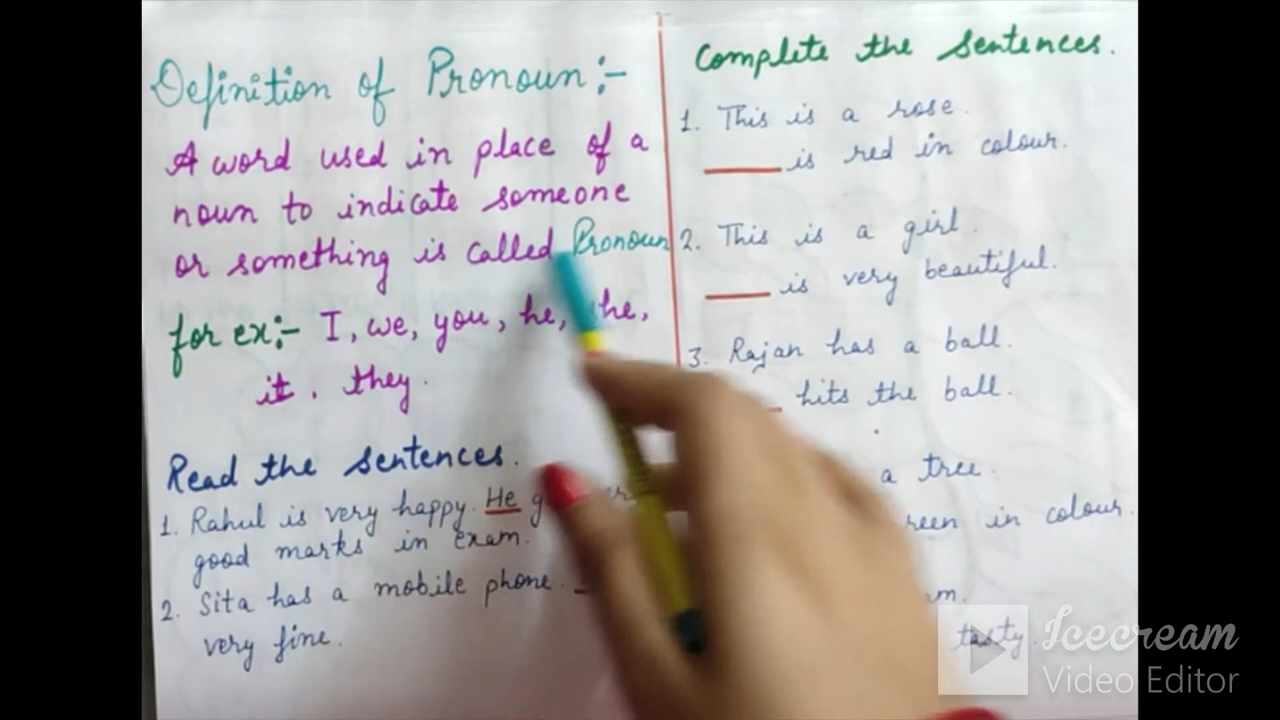 Definition of Pronoun:-
A word used in place of a
noun to indicate someone
or something is called Pronoun
for ex:- I, we, you, he, she,
it, they.
Read the sentences.
1. Rahul is very happy. He
good marks in exam.
2. Sita has a mobile phone.
very fine.
Complete the sentences.
1. This is a rose.
____ is red in colour.
2. This is a girl.
____ is very beautiful.
3. Rajan has a ball.
hits the ball.
a tree.
in colour.
tasty.
Icecream
Video Editor